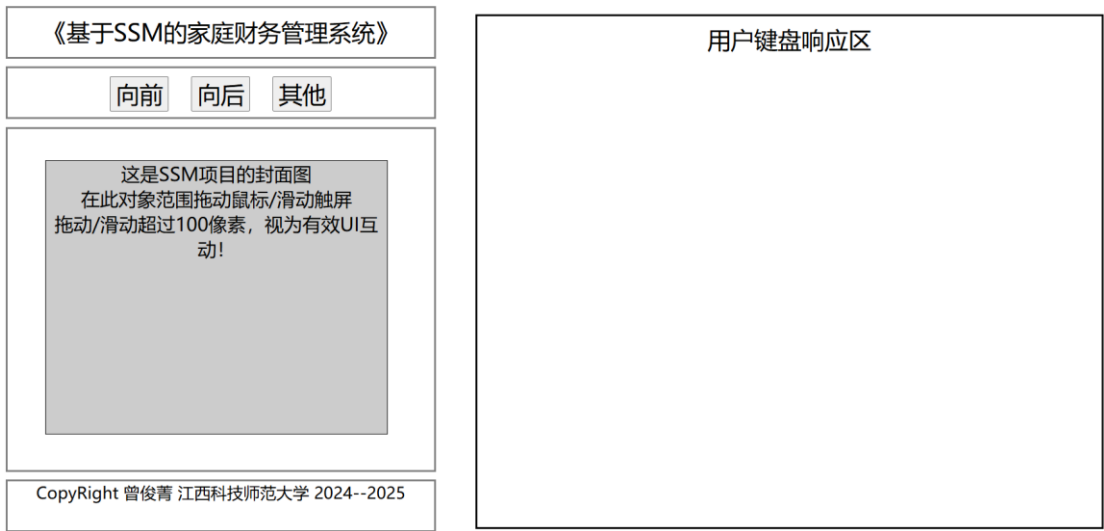 《基于SSM的家庭财务管理系统》
向前 向后 其他
这是SSM项目的封面图
在此对象范围拖动鼠标/滑动触屏
拖动/滑动超过100像素，视为有效UI互
动！
CopyRight 曾俊菁 江西科技师范大学 2024--2025
用户键盘响应区